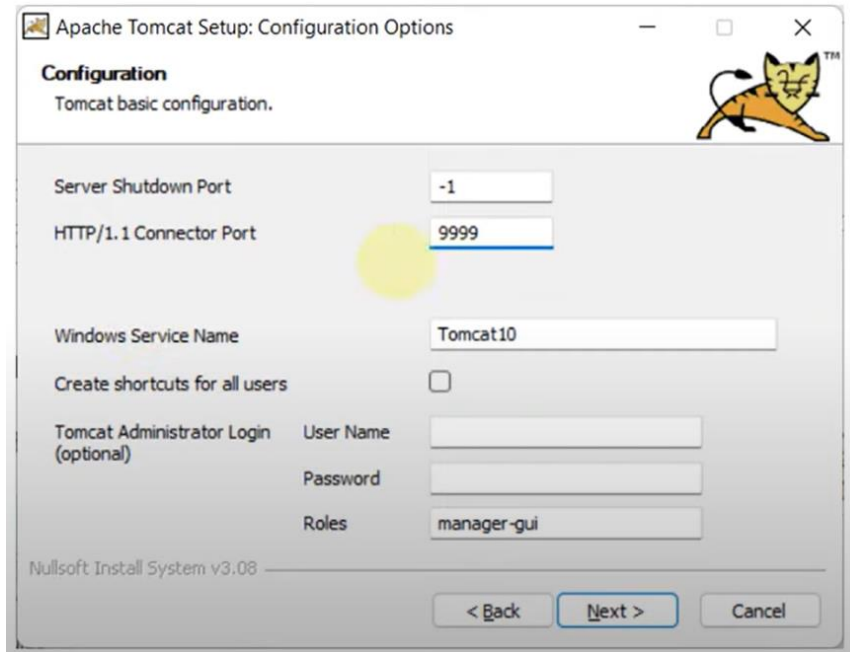 Apache Tomcat Setup: Configuration Options
TM
Configuration
Tomcat basic configuration.
Server Shutdown Port -1
HTTP/1.1 Connector Port 9999
Windows Service Name Tomcat10
Create shortcuts for all users
Tomcat Administrator Login User Name
(optional)
Password
Roles manager-gui
Nullsoft Install System v3.08
< Back Next > Cancel